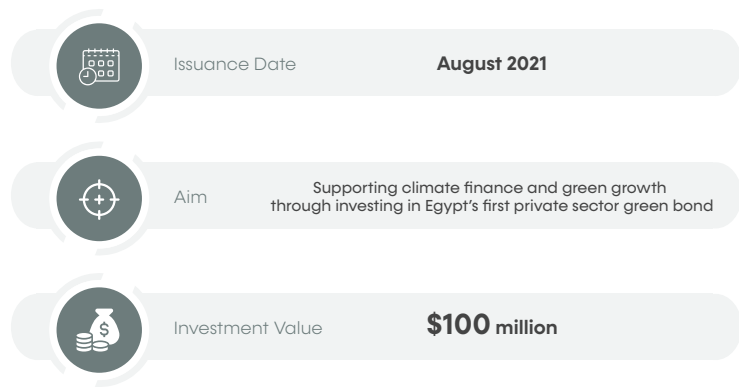 Issuance Date
August 2021
Aim
Supporting climate finance and green growth
through investing in Egypt's first private sector green bond
Investment Value
$100 million